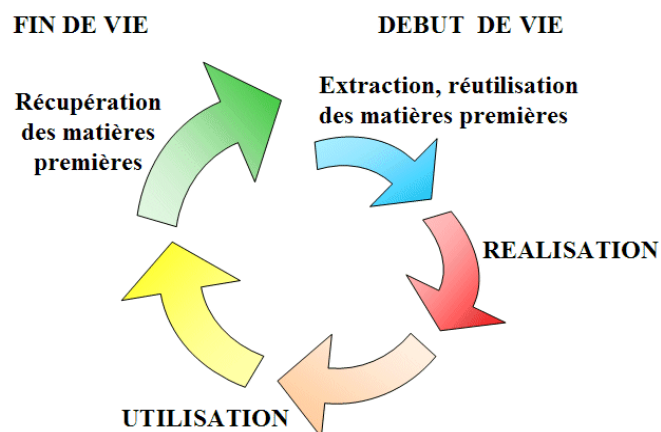 FIN DE VIE
DEBUT DE VIE
Extraction, réutilisation
des matières premières
Récupération
des matières
premières
REALISATION
UTILISATION